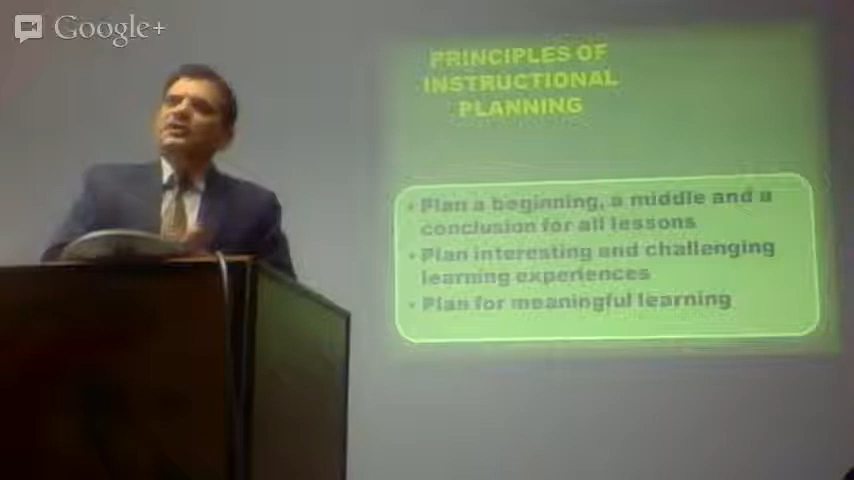 Google+
PRINCIPLES OF
INSTRUCTIONAL
PLANNING
• Plan a beginning, a middle and a
conclusion for all lessons
• Plan interesting and challenging
learning experiences
• Plan for meaningful learning